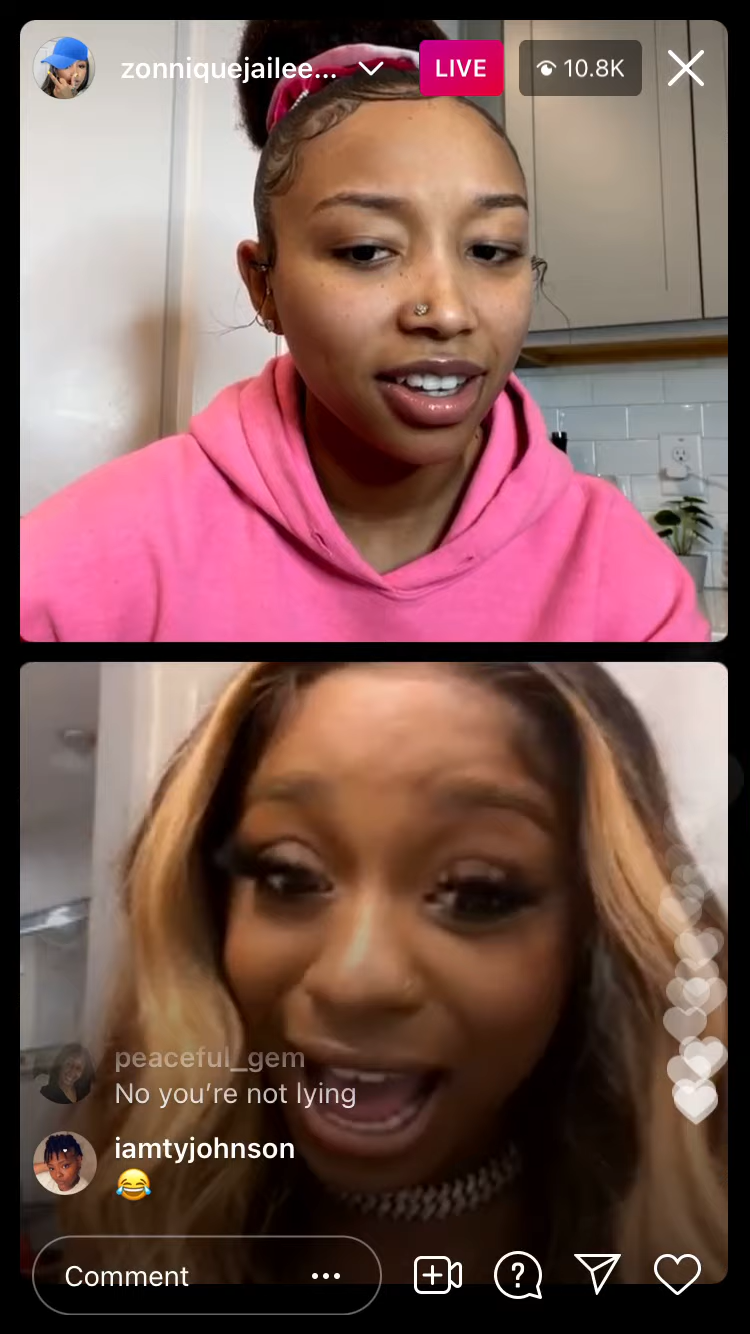 zonniquejailee...
LIVE
10.8K
peaceful_gem
No you’re not lying
iamtyjohnson
😂
Comment